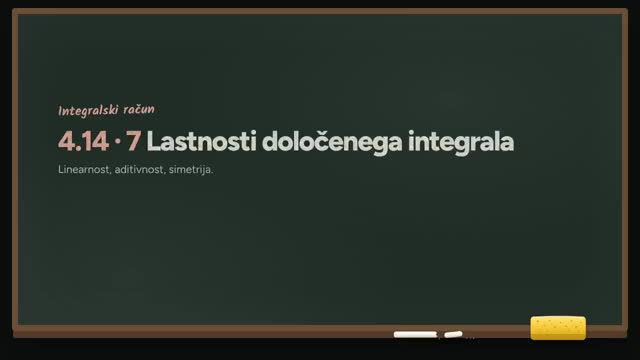 Integralski račun
4.14 · 7 Lastnosti določenega integrala
Linearnost, aditivnost, simetrija.